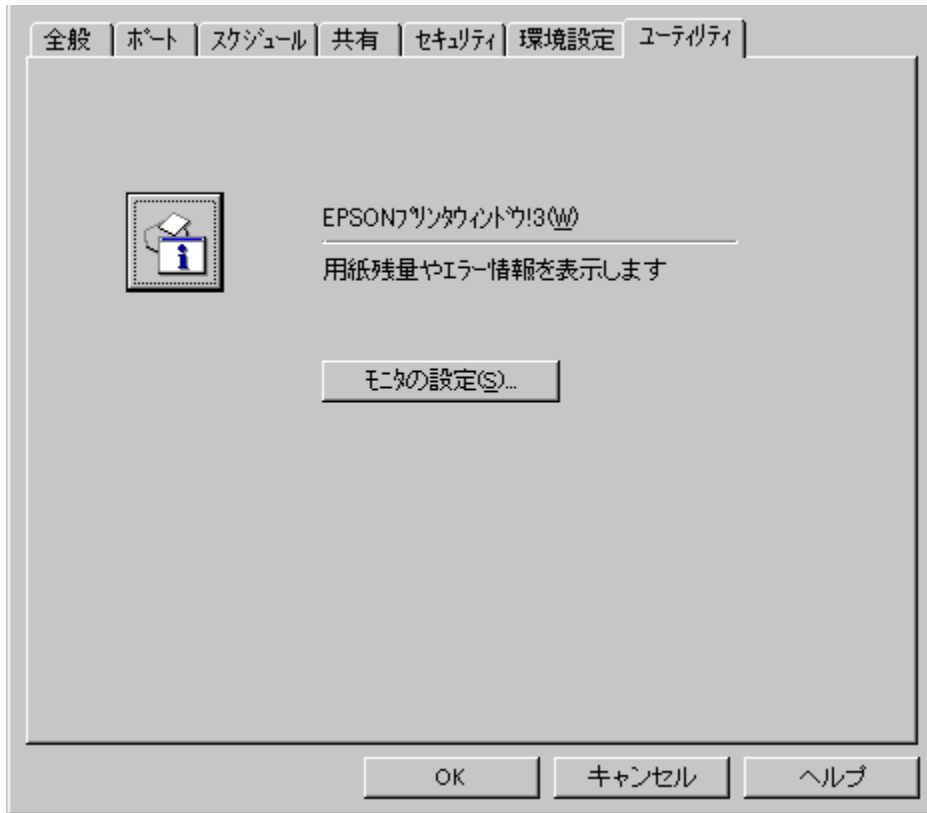 全般 ﾎﾟｰﾄ ｽｹｼﾞｭｰﾙ 共有 ｾｷｭﾘﾃｨ 環境設定 ﾕｰﾃｨﾘﾃｨ
EPSONﾌﾟﾘﾝﾀｳｨﾝﾄﾞｳ!3(W)
用紙残量やｴﾗｰ情報を表示します
ﾓﾆﾀの設定(S)...
OK キャンセル ヘルプ